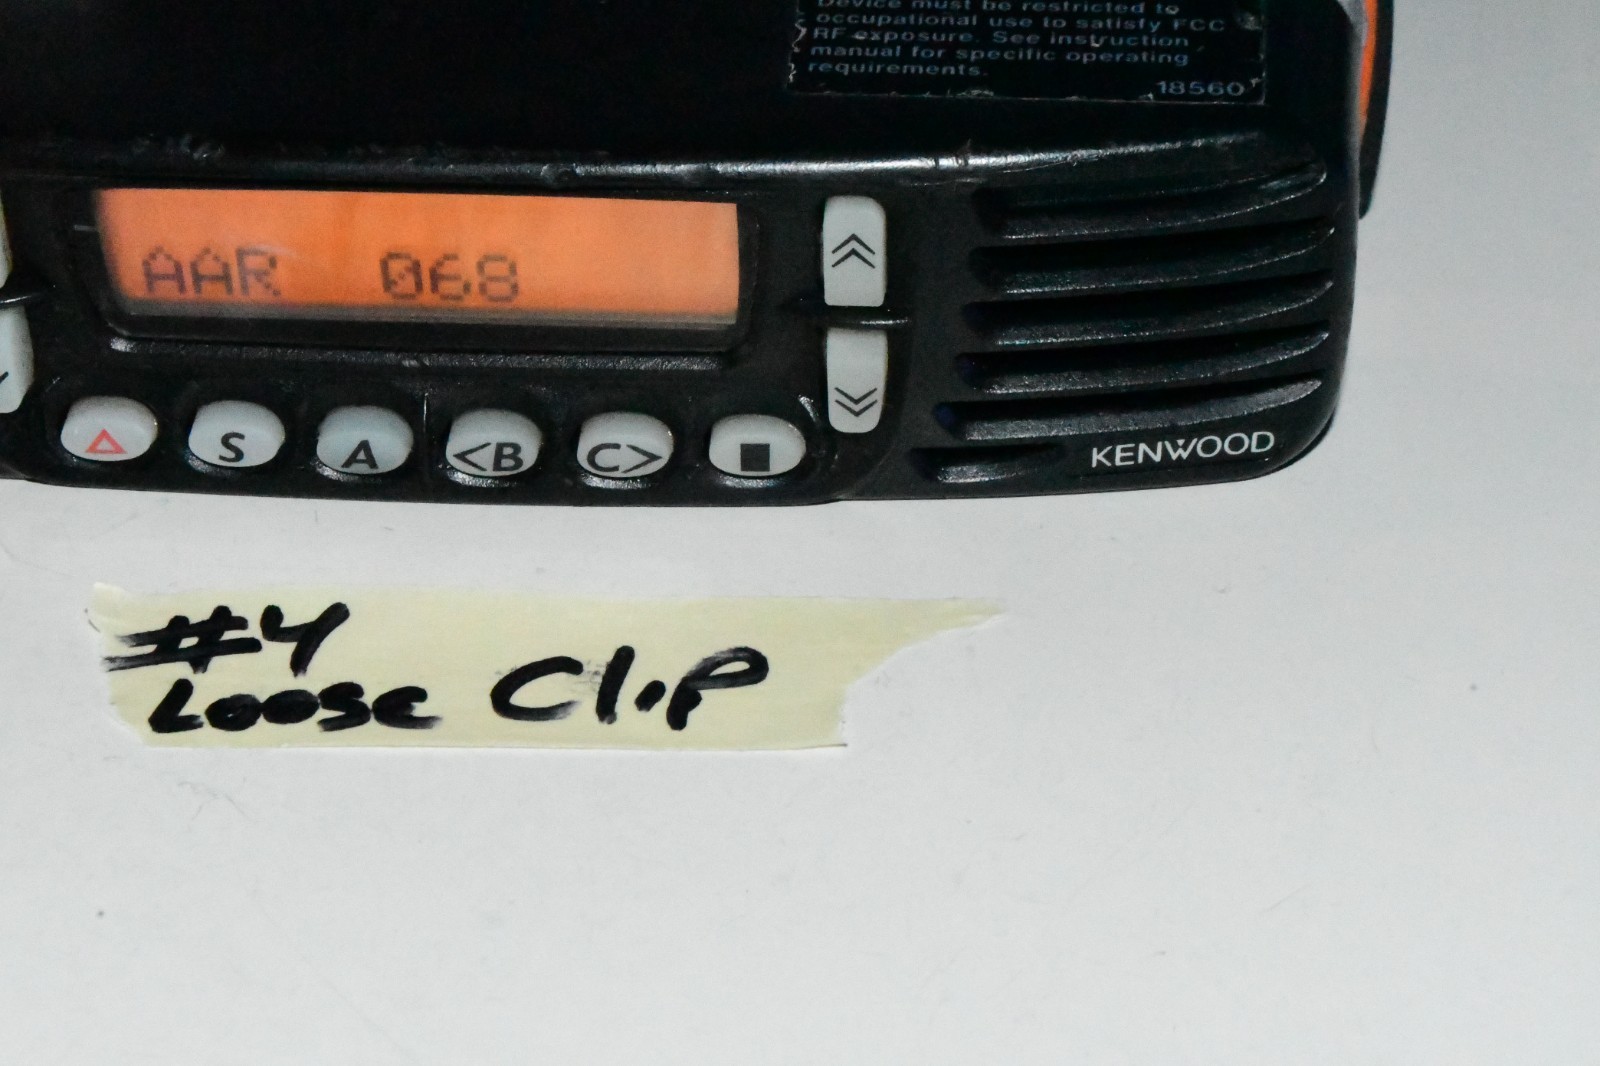 Device must be restricted to
occupational use to satisfy FCC
RF exposure. See instruction
manual for specific operating
requirements.
18560
AAR 068
S A <B C>
KENWOOD
#4
Loose Clip